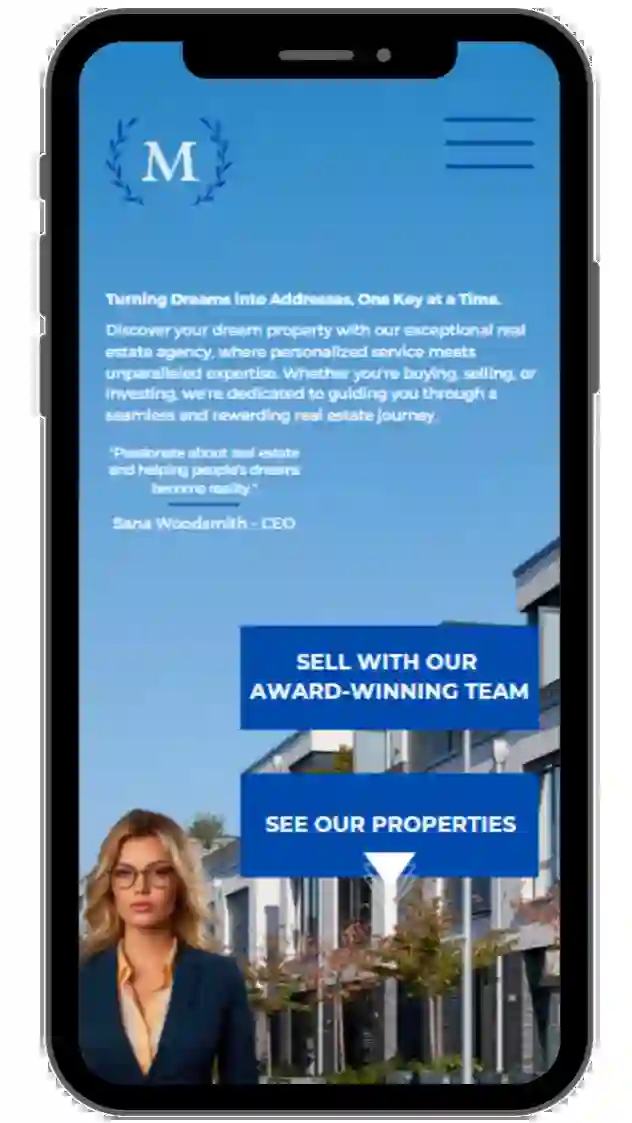 M
Turning Dreams into Addresses, One Key at a Time.
Discover your dream property with our exceptional real
estate agency, where personalized service meets
unparalleled expertise. Whether you're buying, selling, or
investing, we're dedicated to guiding you through a
seamless and rewarding real estate journey.
"Passionate about real estate
and helping people's dreams
become reality."
Sana Woodsmith - CEO
SELL WITH OUR
AWARD-WINNING TEAM
SEE OUR PROPERTIES